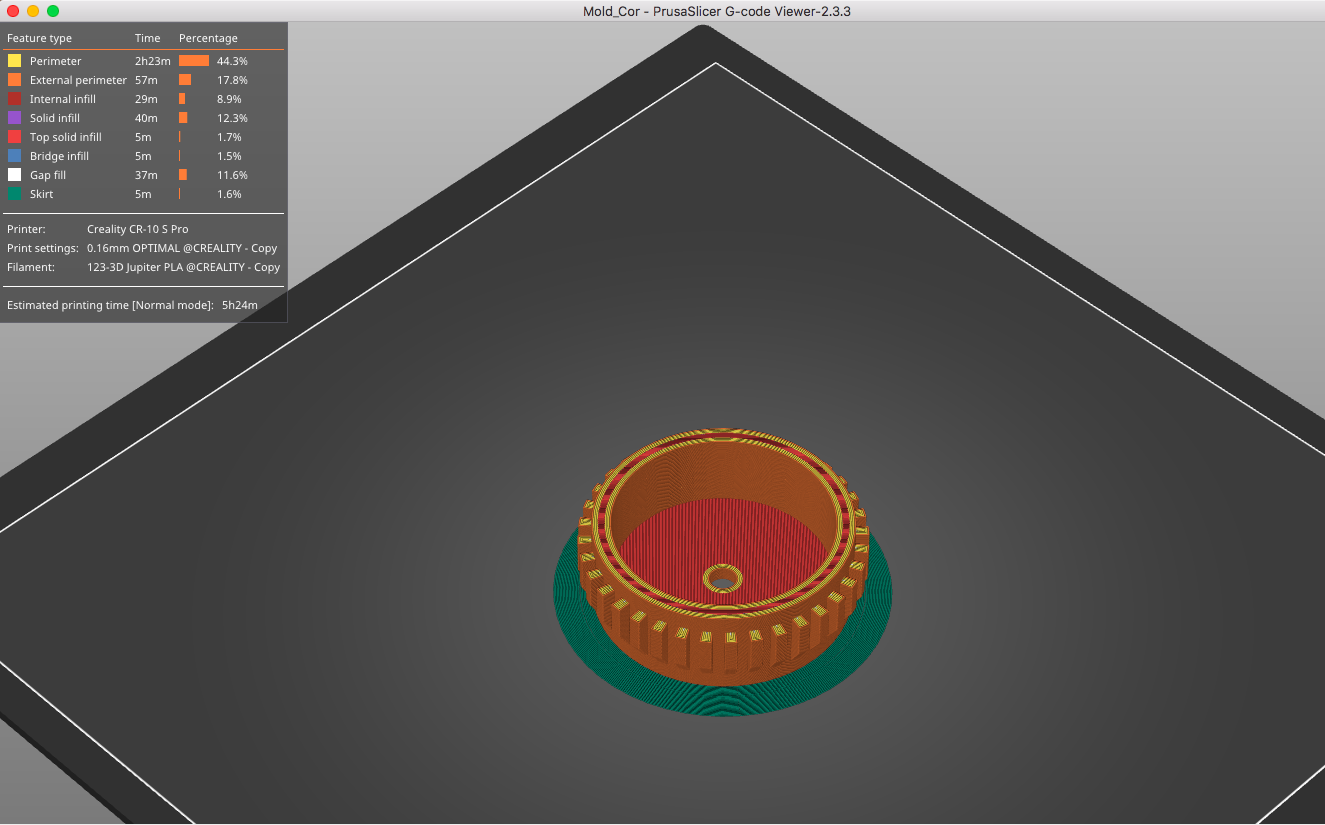 Mold_Cor - PrusaSlicer G-code Viewer-2.3.3
Feature type Time Percentage
Perimeter 2h23m 44.3%
External perimeter 57m 17.8%
Internal infill 29m 8.9%
Solid infill 40m 12.3%
Top solid infill 5m 1.7%
Bridge infill 5m 1.5%
Gap fill 37m 11.6%
Skirt 5m 1.6%
Printer: Creality CR-10 S Pro
Print settings: 0.16mm OPTIMAL @CREALITY - Copy
Filament: 123-3D Jupiter PLA @CREALITY - Copy
Estimated printing time [Normal mode]: 5h24m